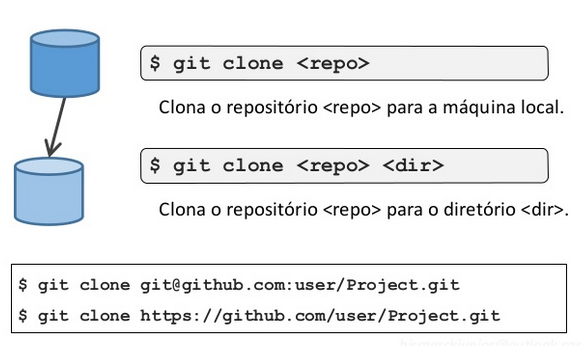 $ git clone <repo>
Clona o repositório <repo> para a máquina local.
$ git clone <repo> <dir>
Clona o repositório <repo> para o diretório <dir>.
$ git clone git@github.com:user/Project.git
$ git clone https://github.com/user/Project.git